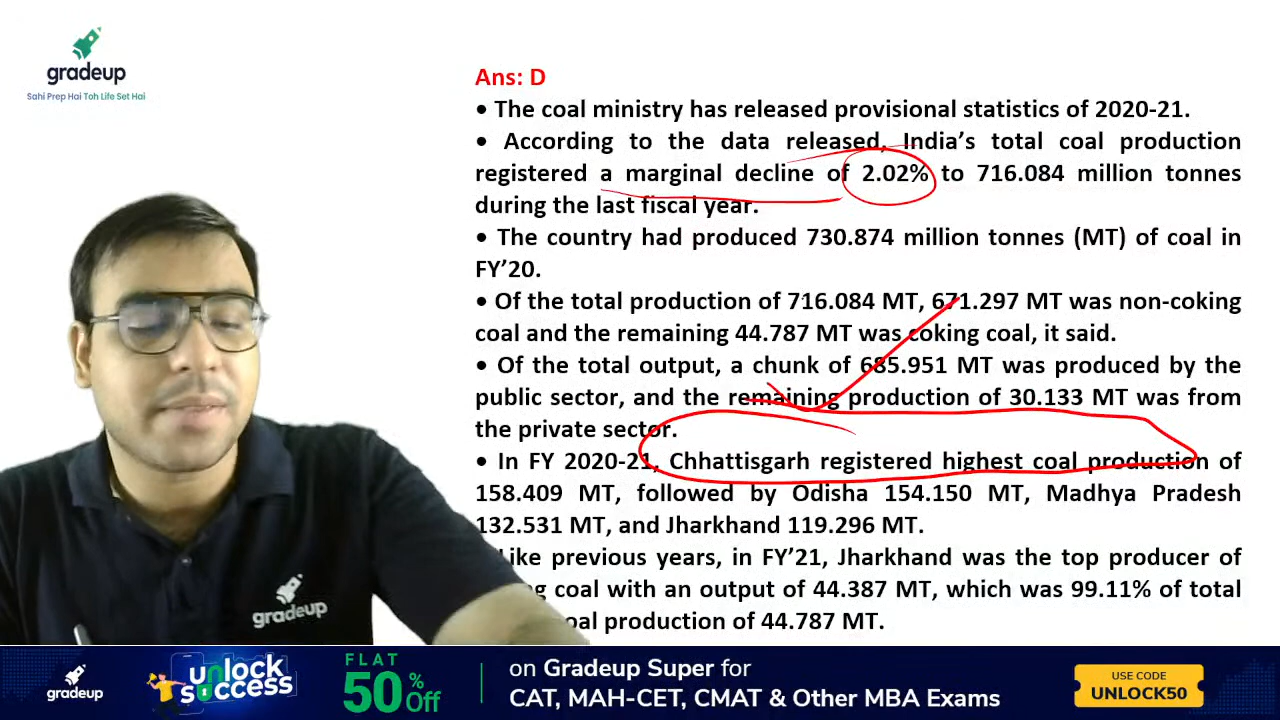 gradeup
Sahi Prep Hai Toh Life Set Hai
Ans: D
• The coal ministry has released provisional statistics of 2020-21.
• According to the data released, India's total coal production
registered a marginal decline of 2.02% to 716.084 million tonnes
during the last fiscal year.
• The country had produced 730.874 million tonnes (MT) of coal in
FY'20.
• Of the total production of 716.084 MT, 671.297 MT was non-coking
coal and the remaining 44.787 MT was coking coal, it said.
• Of the total output, a chunk of 685.951 MT was produced by the
public sector, and the remaining production of 30.133 MT was from
the private sector.
• In FY 2020-21, Chhattisgarh registered highest coal production of
158.409 MT, followed by Odisha 154.150 MT, Madhya Pradesh
132.531 MT, and Jharkhand 119.296 MT.
Like previous years, in FY'21, Jharkhand was the top producer of
coal with an output of 44.387 MT, which was 99.11% of total
production of 44.787 MT.
gradeup
gradeup
unlock
success
FLAT
50% Off
on Gradeup Super for
CAT, MAH-CET, CMAT & Other MBA Exams
USE CODE
UNLOCK50